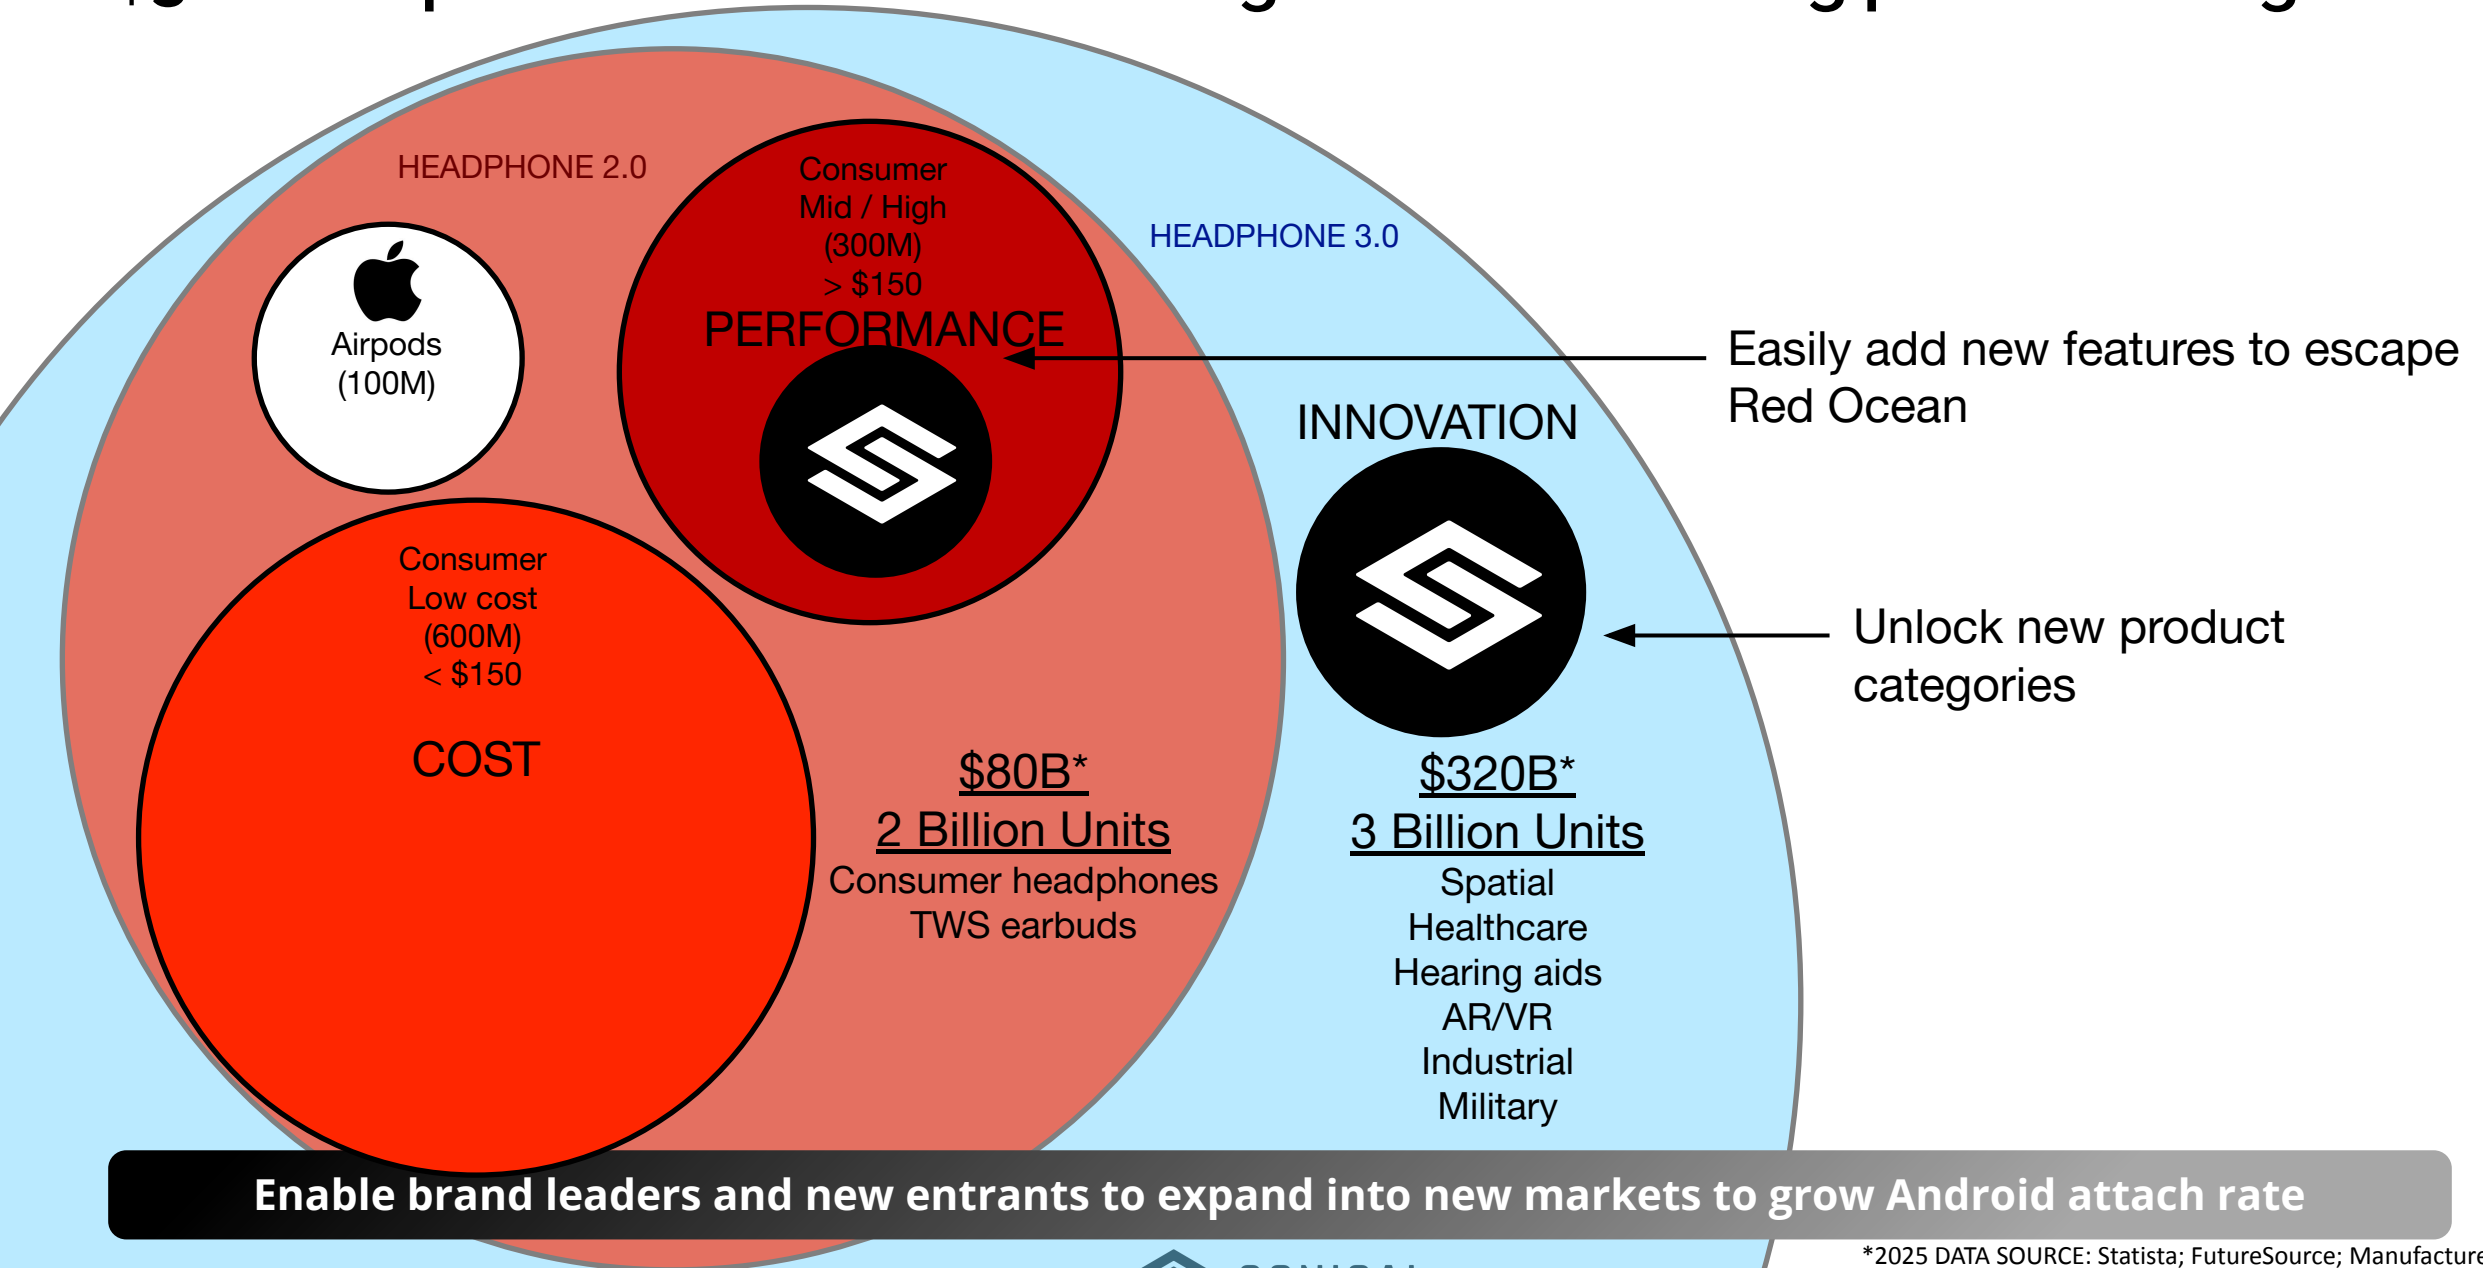 HEADPHONE 2.0
Consumer
Mid / High
(300M)
> $150
PERFORMANCE
HEADPHONE 3.0
Airpods
(100M)
Easily add new features to escape
Red Ocean
INNOVATION
Consumer
Low cost
(600M)
< $150
COST
Unlock new product
categories
$80B*
2 Billion Units
Consumer headphones
TWS earbuds
$320B*
3 Billion Units
Spatial
Healthcare
Hearing aids
AR/VR
Industrial
Military
Enable brand leaders and new entrants to expand into new markets to grow Android attach rate
*2025 DATA SOURCE: Statista; FutureSource; Manufacture